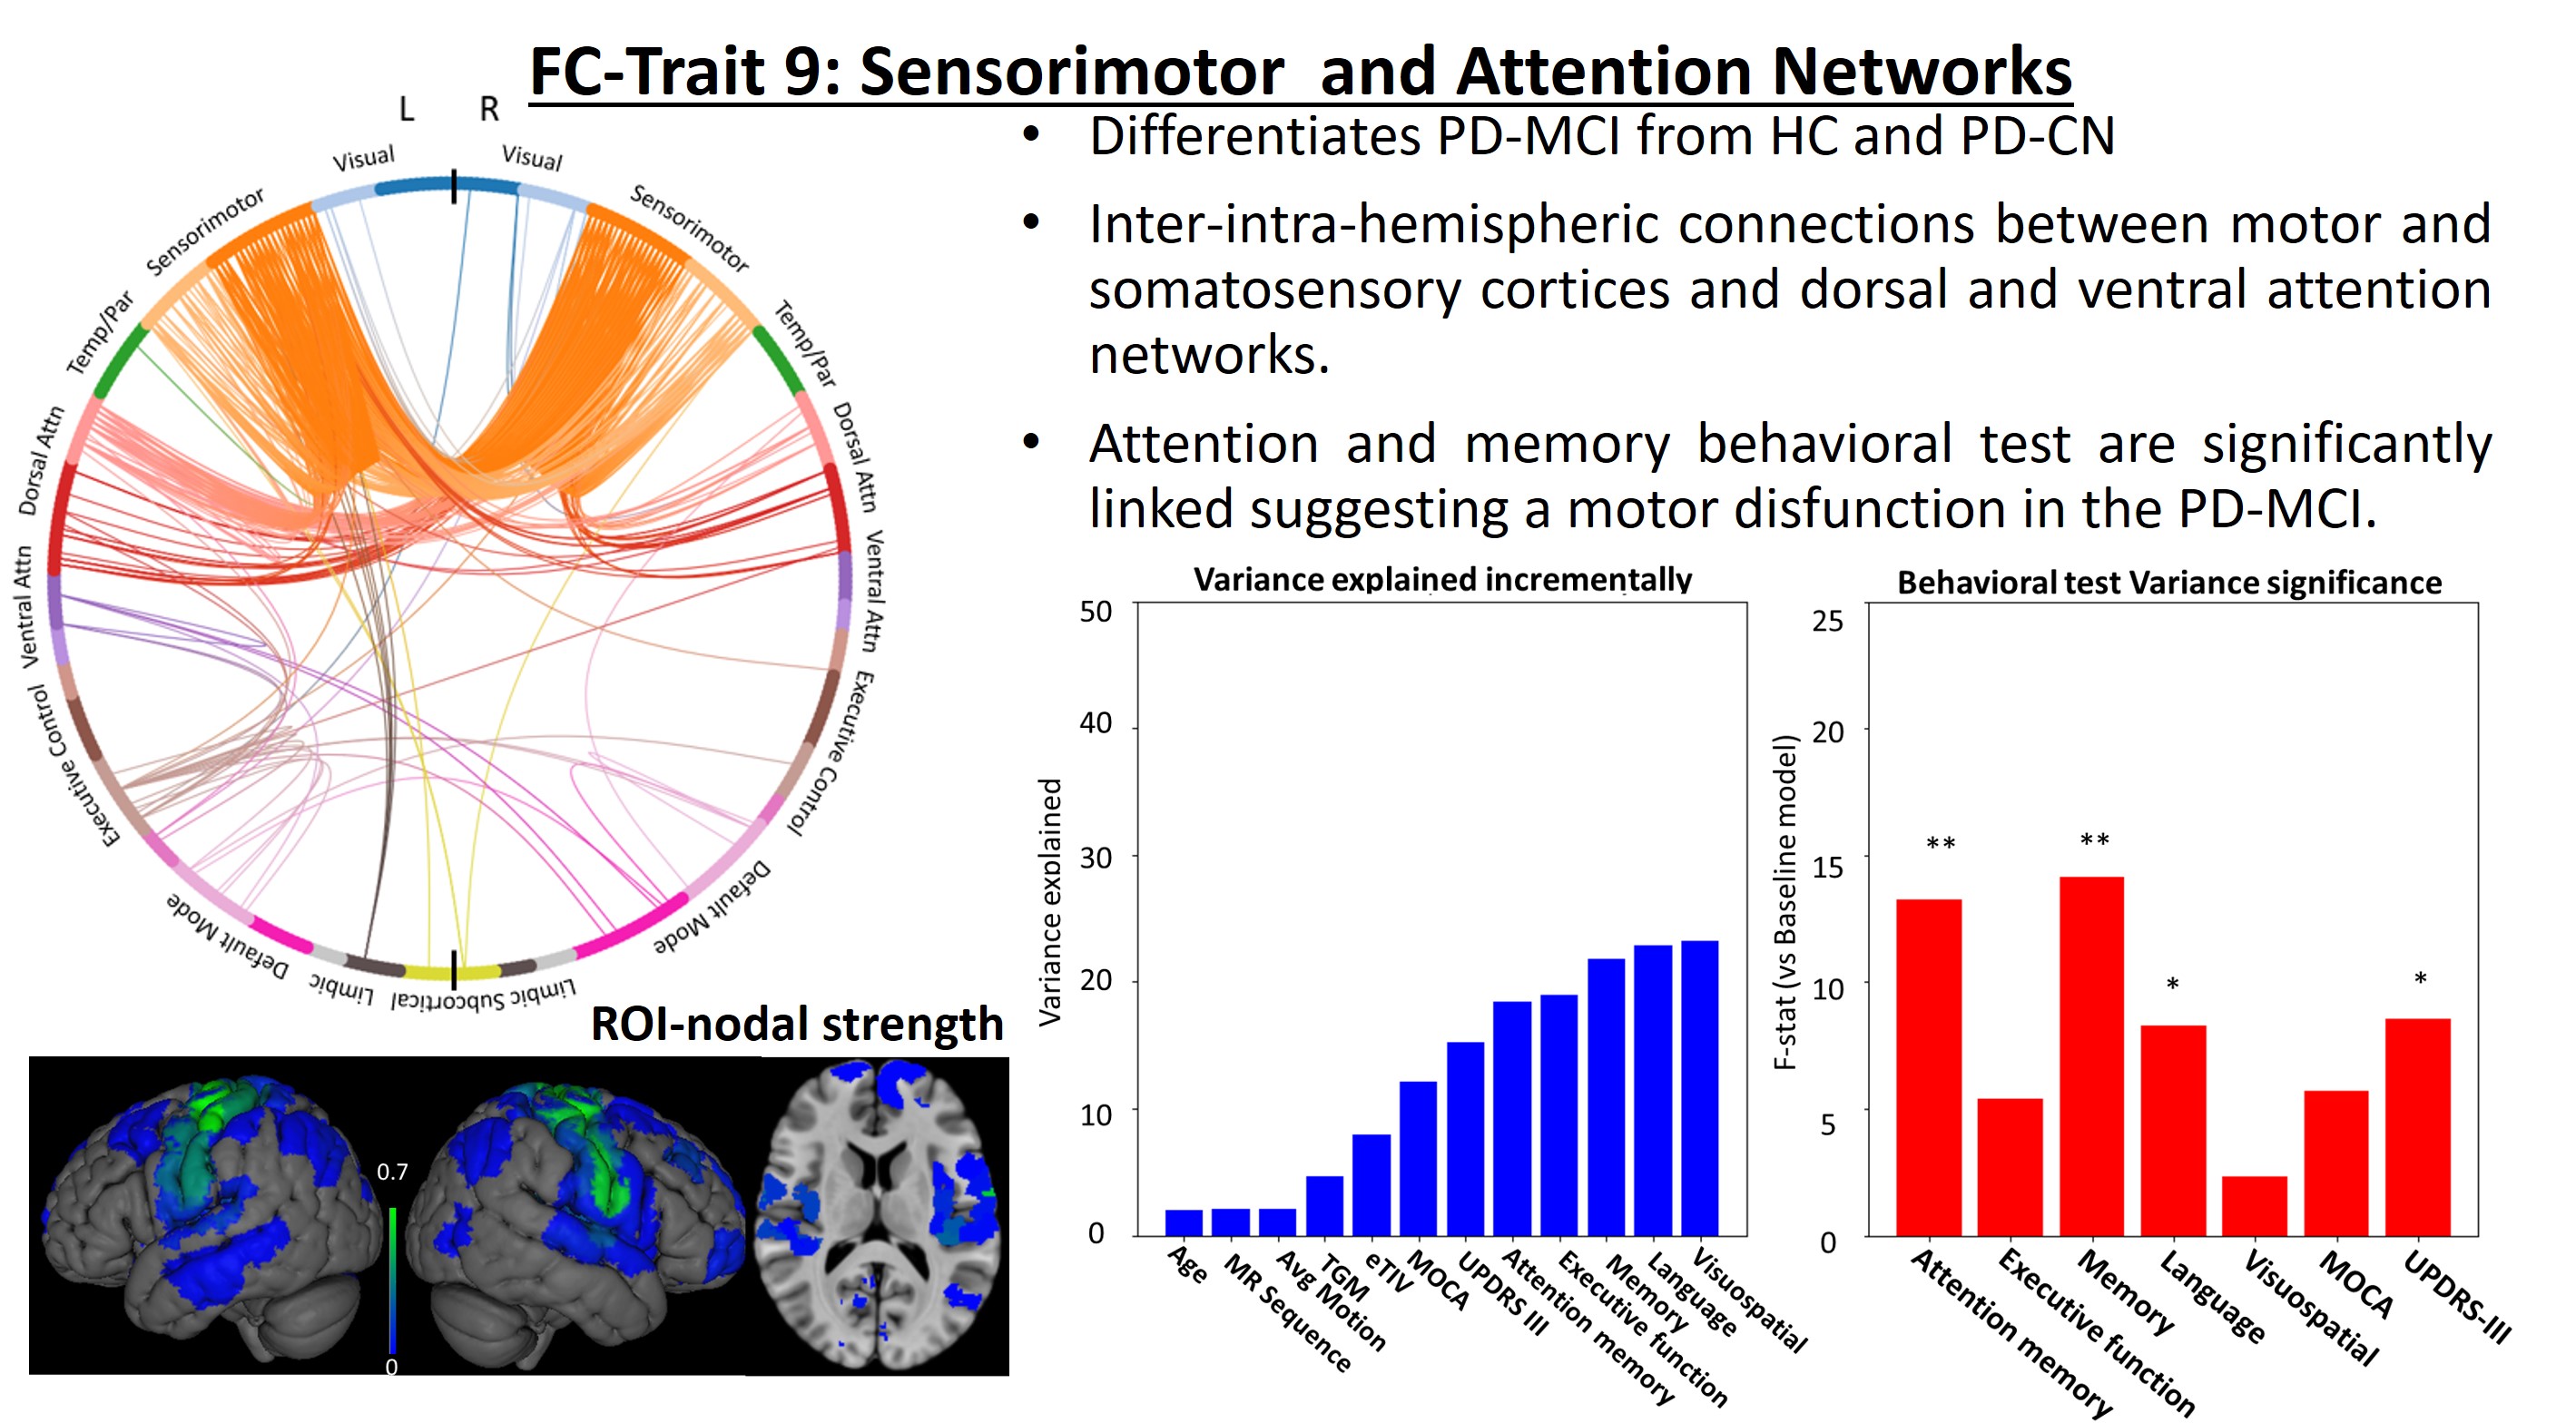 FC-Trait 9: Sensorimotor and Attention Networks
L R
Visual
Visual
Sensorimotor
Sensorimotor
Temp/Par
Temp/Par
Dorsal Attn
Dorsal Attn
Ventral Attn
Ventral Attn
Executive Control
Executive Control
Default Mode
Default Mode
Limbic
Subcortical
Limbic
• Differentiates PD-MCI from HC and PD-CN
• Inter-intra-hemispheric connections between motor and
somatosensory cortices and dorsal and ventral attention
networks.
• Attention and memory behavioral test are significantly
linked suggesting a motor disfunction in the PD-MCI.
ROI-nodal strength
0.7
0
Variance explained incrementally
Variance explained
50
40
30
20
10
0
Age
MR Sequence
Avg Motion
TGM
eTIV
MOCA
UPDRS III
Attention memory
Executive function
Memory
Language
Visuospatial
Behavioral test Variance significance
F-stat (vs Baseline model)
25
20
15
10
5
0
**
**
*
*
Attention memory
Executive function
Memory
Language
Visuospatial
MOCA
UPDRS-III